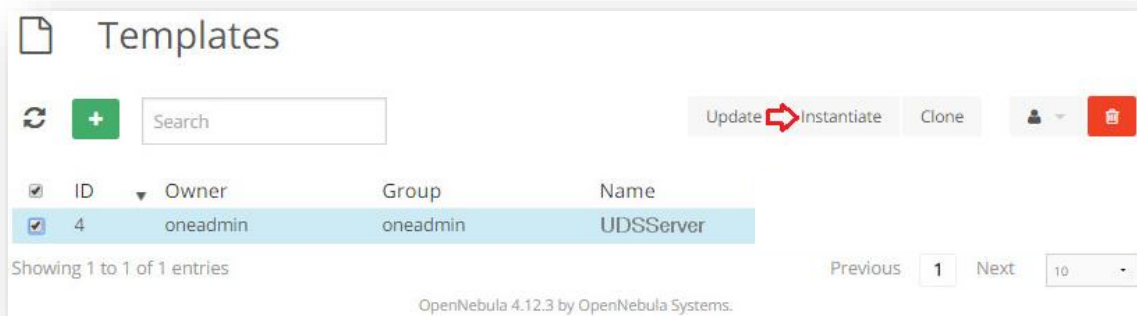 Templates
+ Search Update Instantiate Clone
ID Owner Group Name
4 oneadmin oneadmin UDSServer
Showing 1 to 1 of 1 entries Previous 1 Next 10
OpenNebula 4.12.3 by OpenNebula Systems.